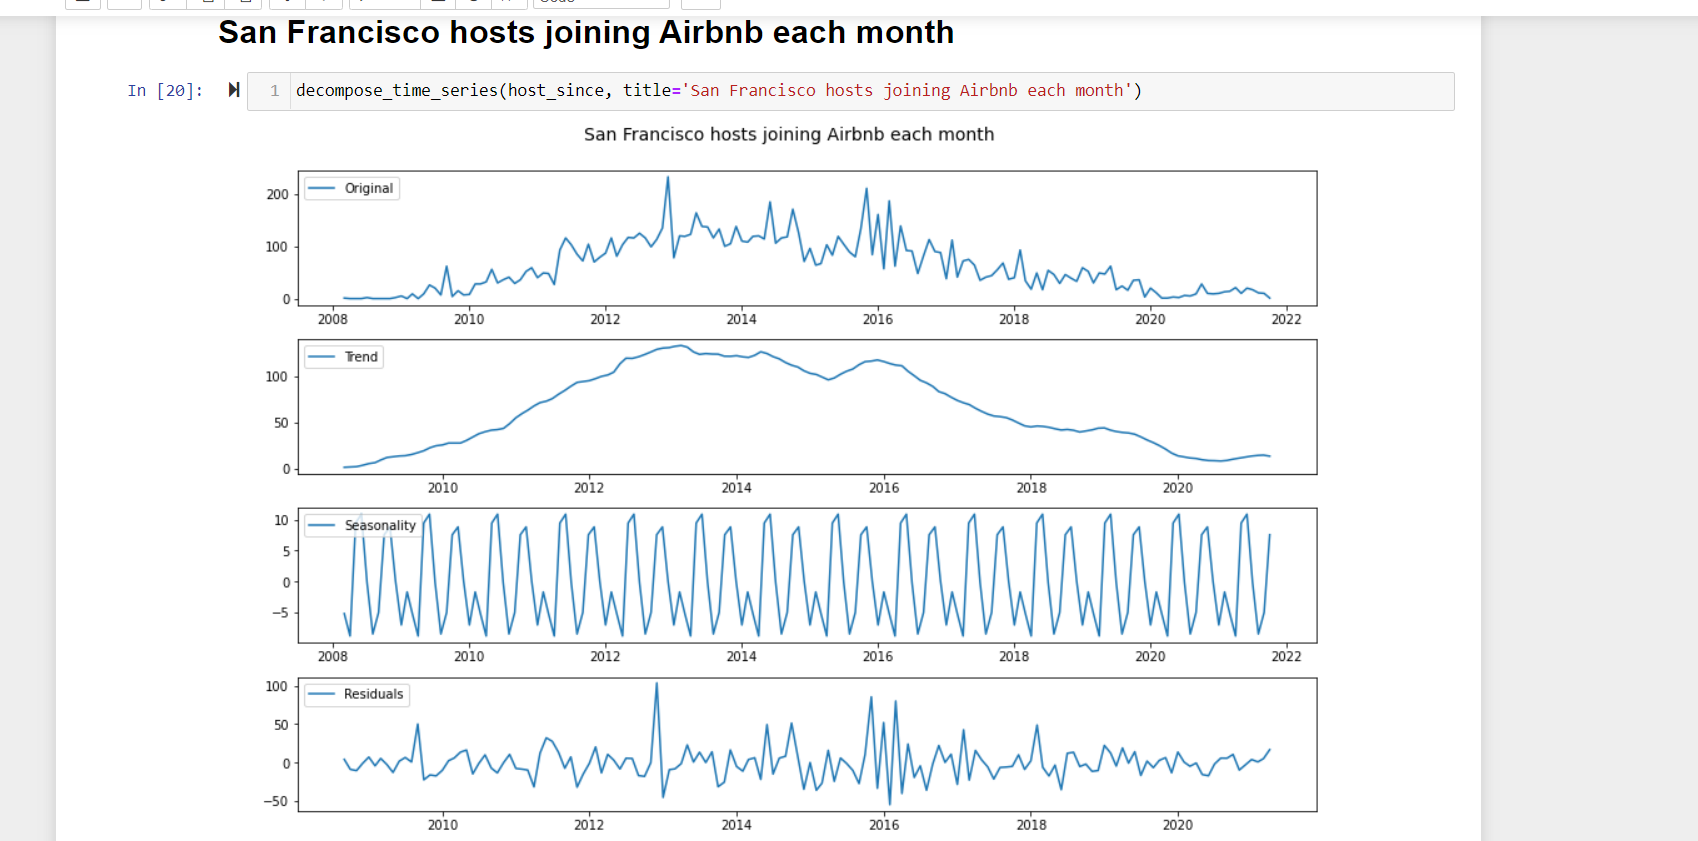 San Francisco hosts joining Airbnb each month
In [20]:
1 decompose_time_series(host_since, title='San Francisco hosts joining Airbnb each month')
San Francisco hosts joining Airbnb each month
Original
200
100
0
2008 2010 2012 2014 2016 2018 2020 2022
Trend
100
50
0
2010 2012 2014 2016 2018 2020
Seasonality
10
5
0
−5
2008 2010 2012 2014 2016 2018 2020 2022
Residuals
100
50
0
−50
2010 2012 2014 2016 2018 2020